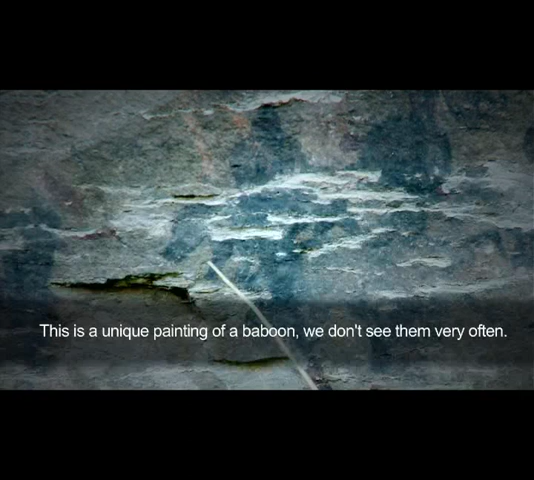 This is a unique painting of a baboon, we don't see them very often.